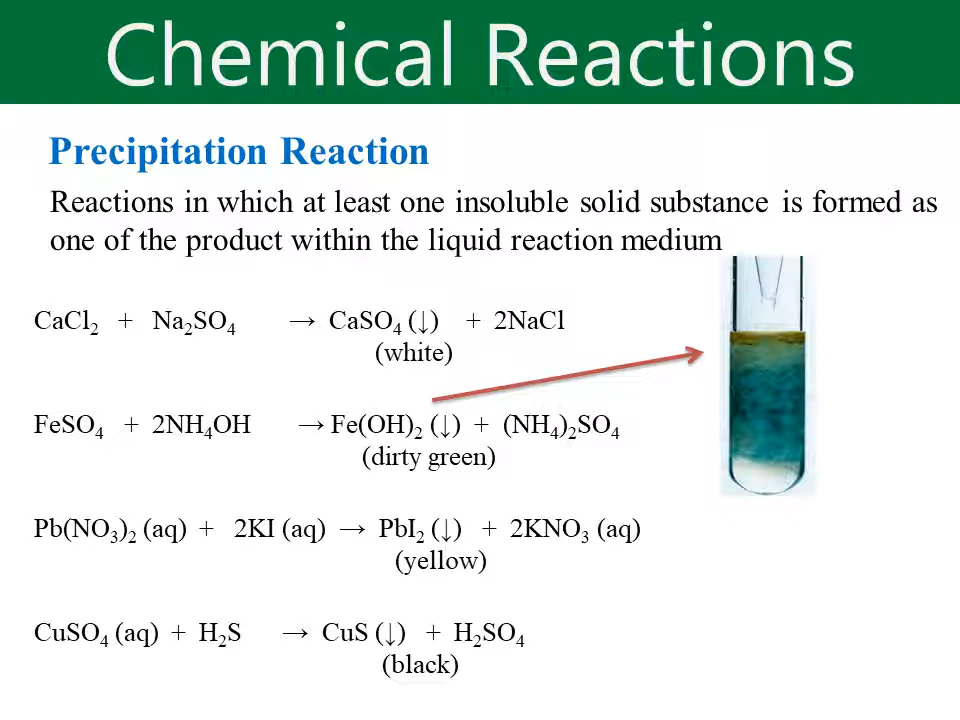 Chemical Reactions
Precipitation Reaction
Reactions in which at least one insoluble solid substance is formed as
one of the product within the liquid reaction medium
CaCl₂ + Na₂SO₄ → CaSO₄ (↓) + 2NaCl
(white)
FeSO₄ + 2NH₄OH → Fe(OH)₂ (↓) + (NH₄)₂SO₄
(dirty green)
Pb(NO₃)₂ (aq) + 2KI (aq) → PbI₂ (↓) + 2KNO₃ (aq)
(yellow)
CuSO₄ (aq) + H₂S → CuS (↓) + H₂SO₄
(black)